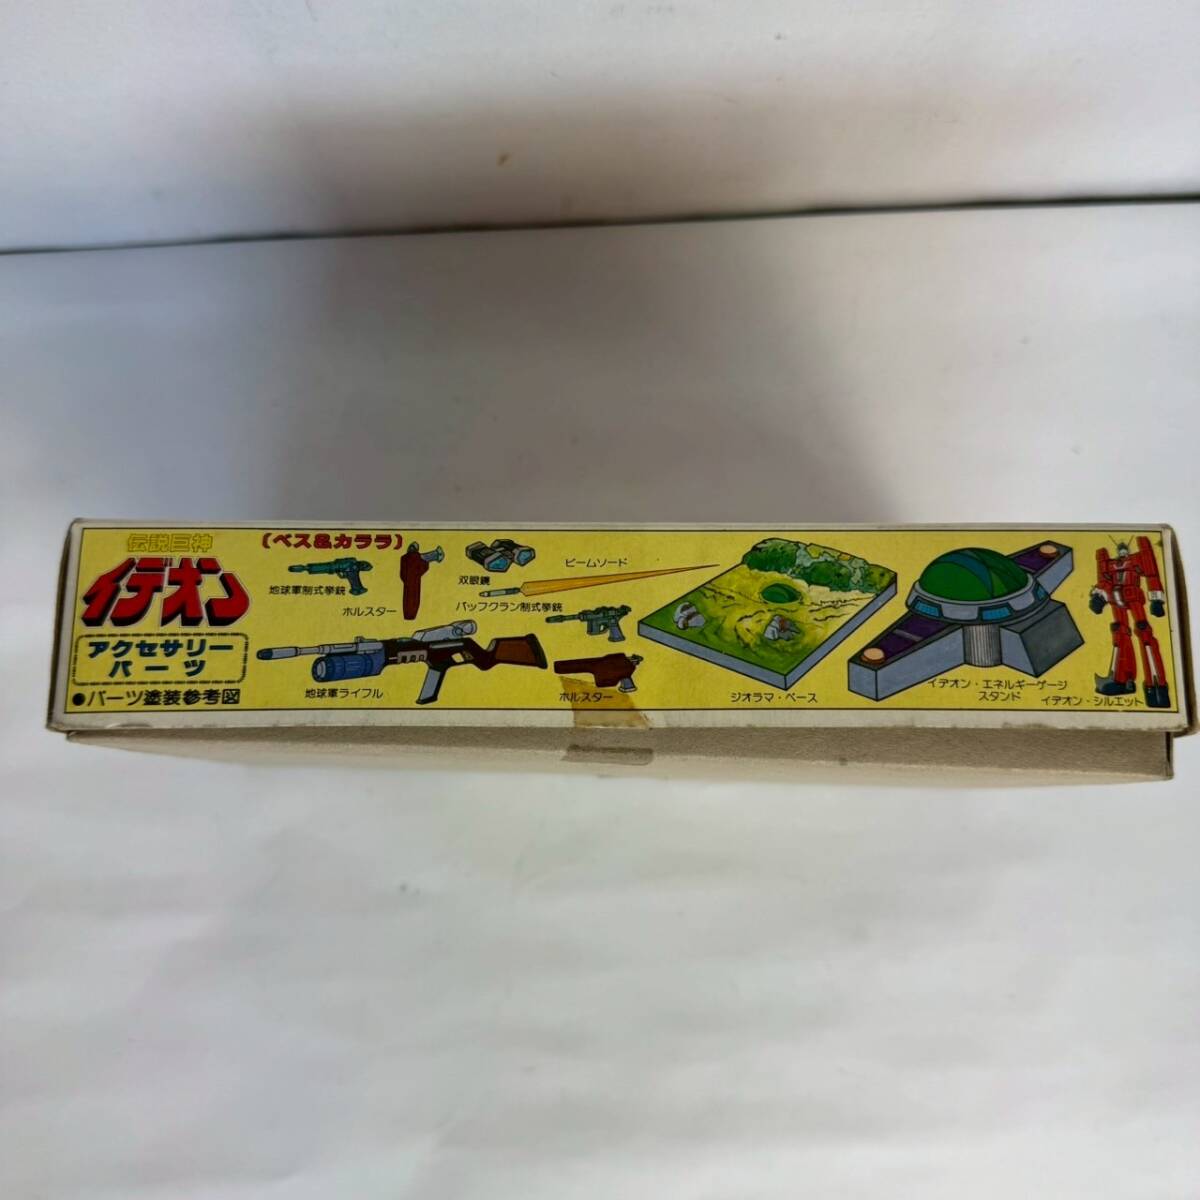 伝説巨神
イデオン
アクセサリー
パーツ
●パーツ塗装参考図
(ベス&カララ)
地球軍制式拳銃
ホルスター
双眼鏡
ビームソード
バッフクラン制式拳銃
地球軍ライフル
ホルスター
ジオラマ・ベース
イデオン・エネルギーゲージ
スタンド
イデオン・シルエット